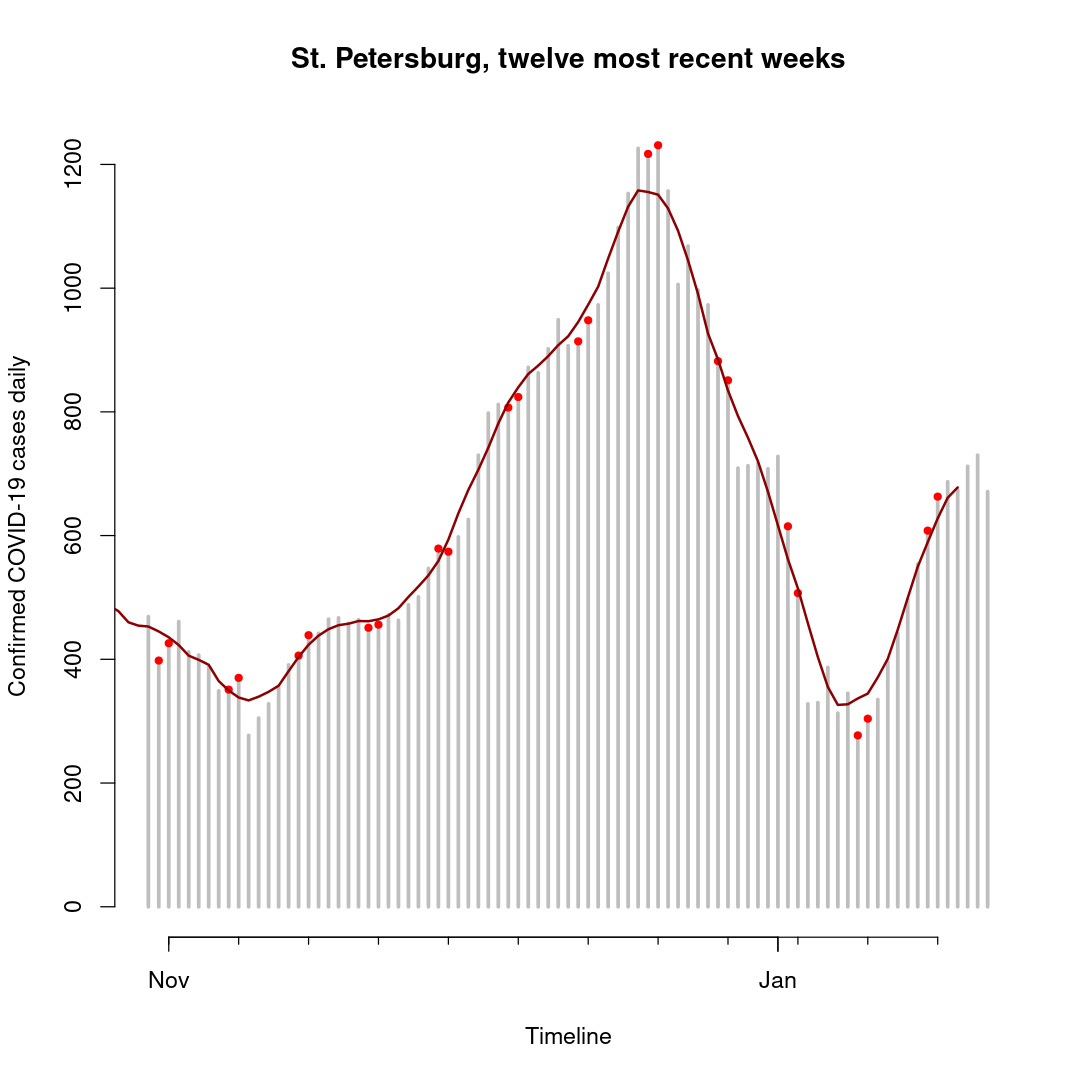 St. Petersburg, twelve most recent weeks
Confirmed COVID-19 cases daily
1200
1000
800
600
400
200
0
Nov
Jan
Timeline